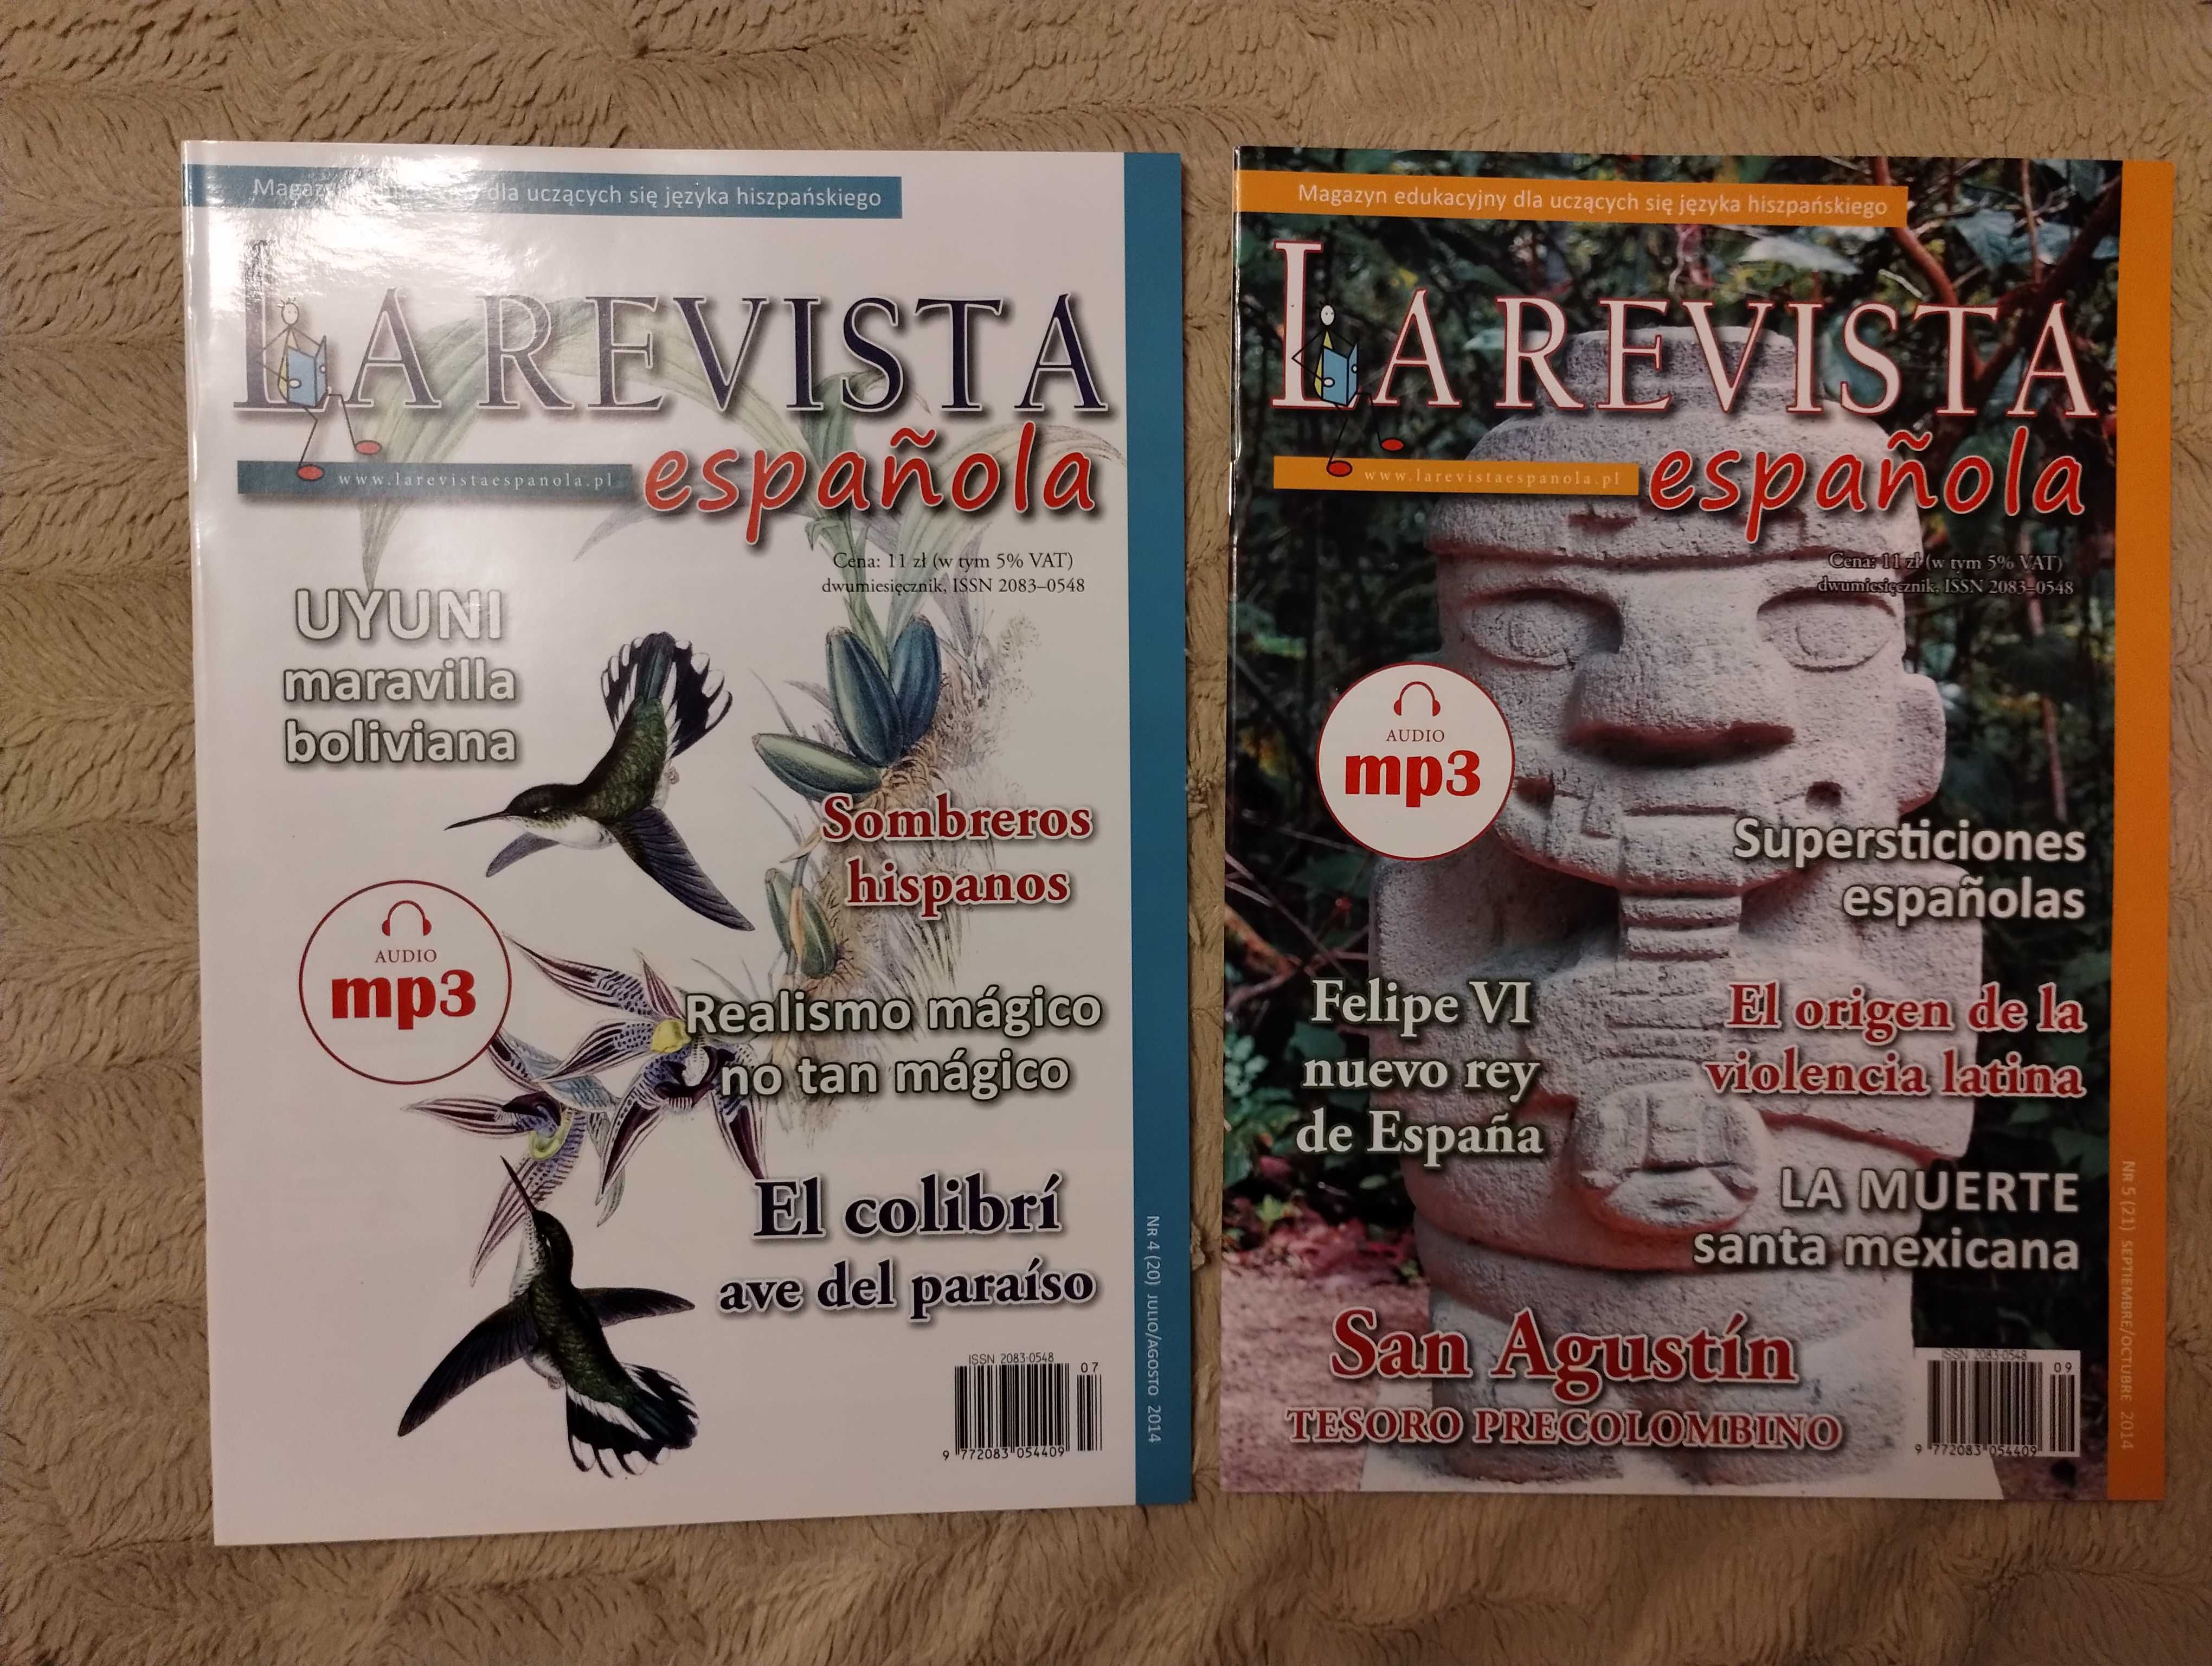 Magazyn dla uczących się języka hiszpańskiego
LA REVISTA
española
www.larevistaespanola.pl
Cena: 11 zł (w tym 5% VAT)
dwumiesięcznik, ISSN 2083–0548
UYUNI
maravilla
boliviana
Sombreros
hispanos
AUDIO
mp3
Realismo mágico
no tan mágico
El colibrí
ave del paraíso
ISSN 2083-0548
07
9 772083 054409
NR 4 (20) JULIO/AGOSTO 2014
Magazyn edukacyjny dla uczących się języka hiszpańskiego
LA REVISTA
española
www.larevistaespanola.pl
Cena: 11 zł (w tym 5% VAT)
dwumiesięcznik, ISSN 2083–0548
AUDIO
mp3
Supersticiones
españolas
Felipe VI
nuevo rey
de España
El origen de la
violencia latina
LA MUERTE
santa mexicana
San Agustín
TESORO PRECOLOMBINO
ISSN 2083-0548
09
9 772083 054409
NR 5 (21) SEPTIEMBRE/OCTUBRE 2014